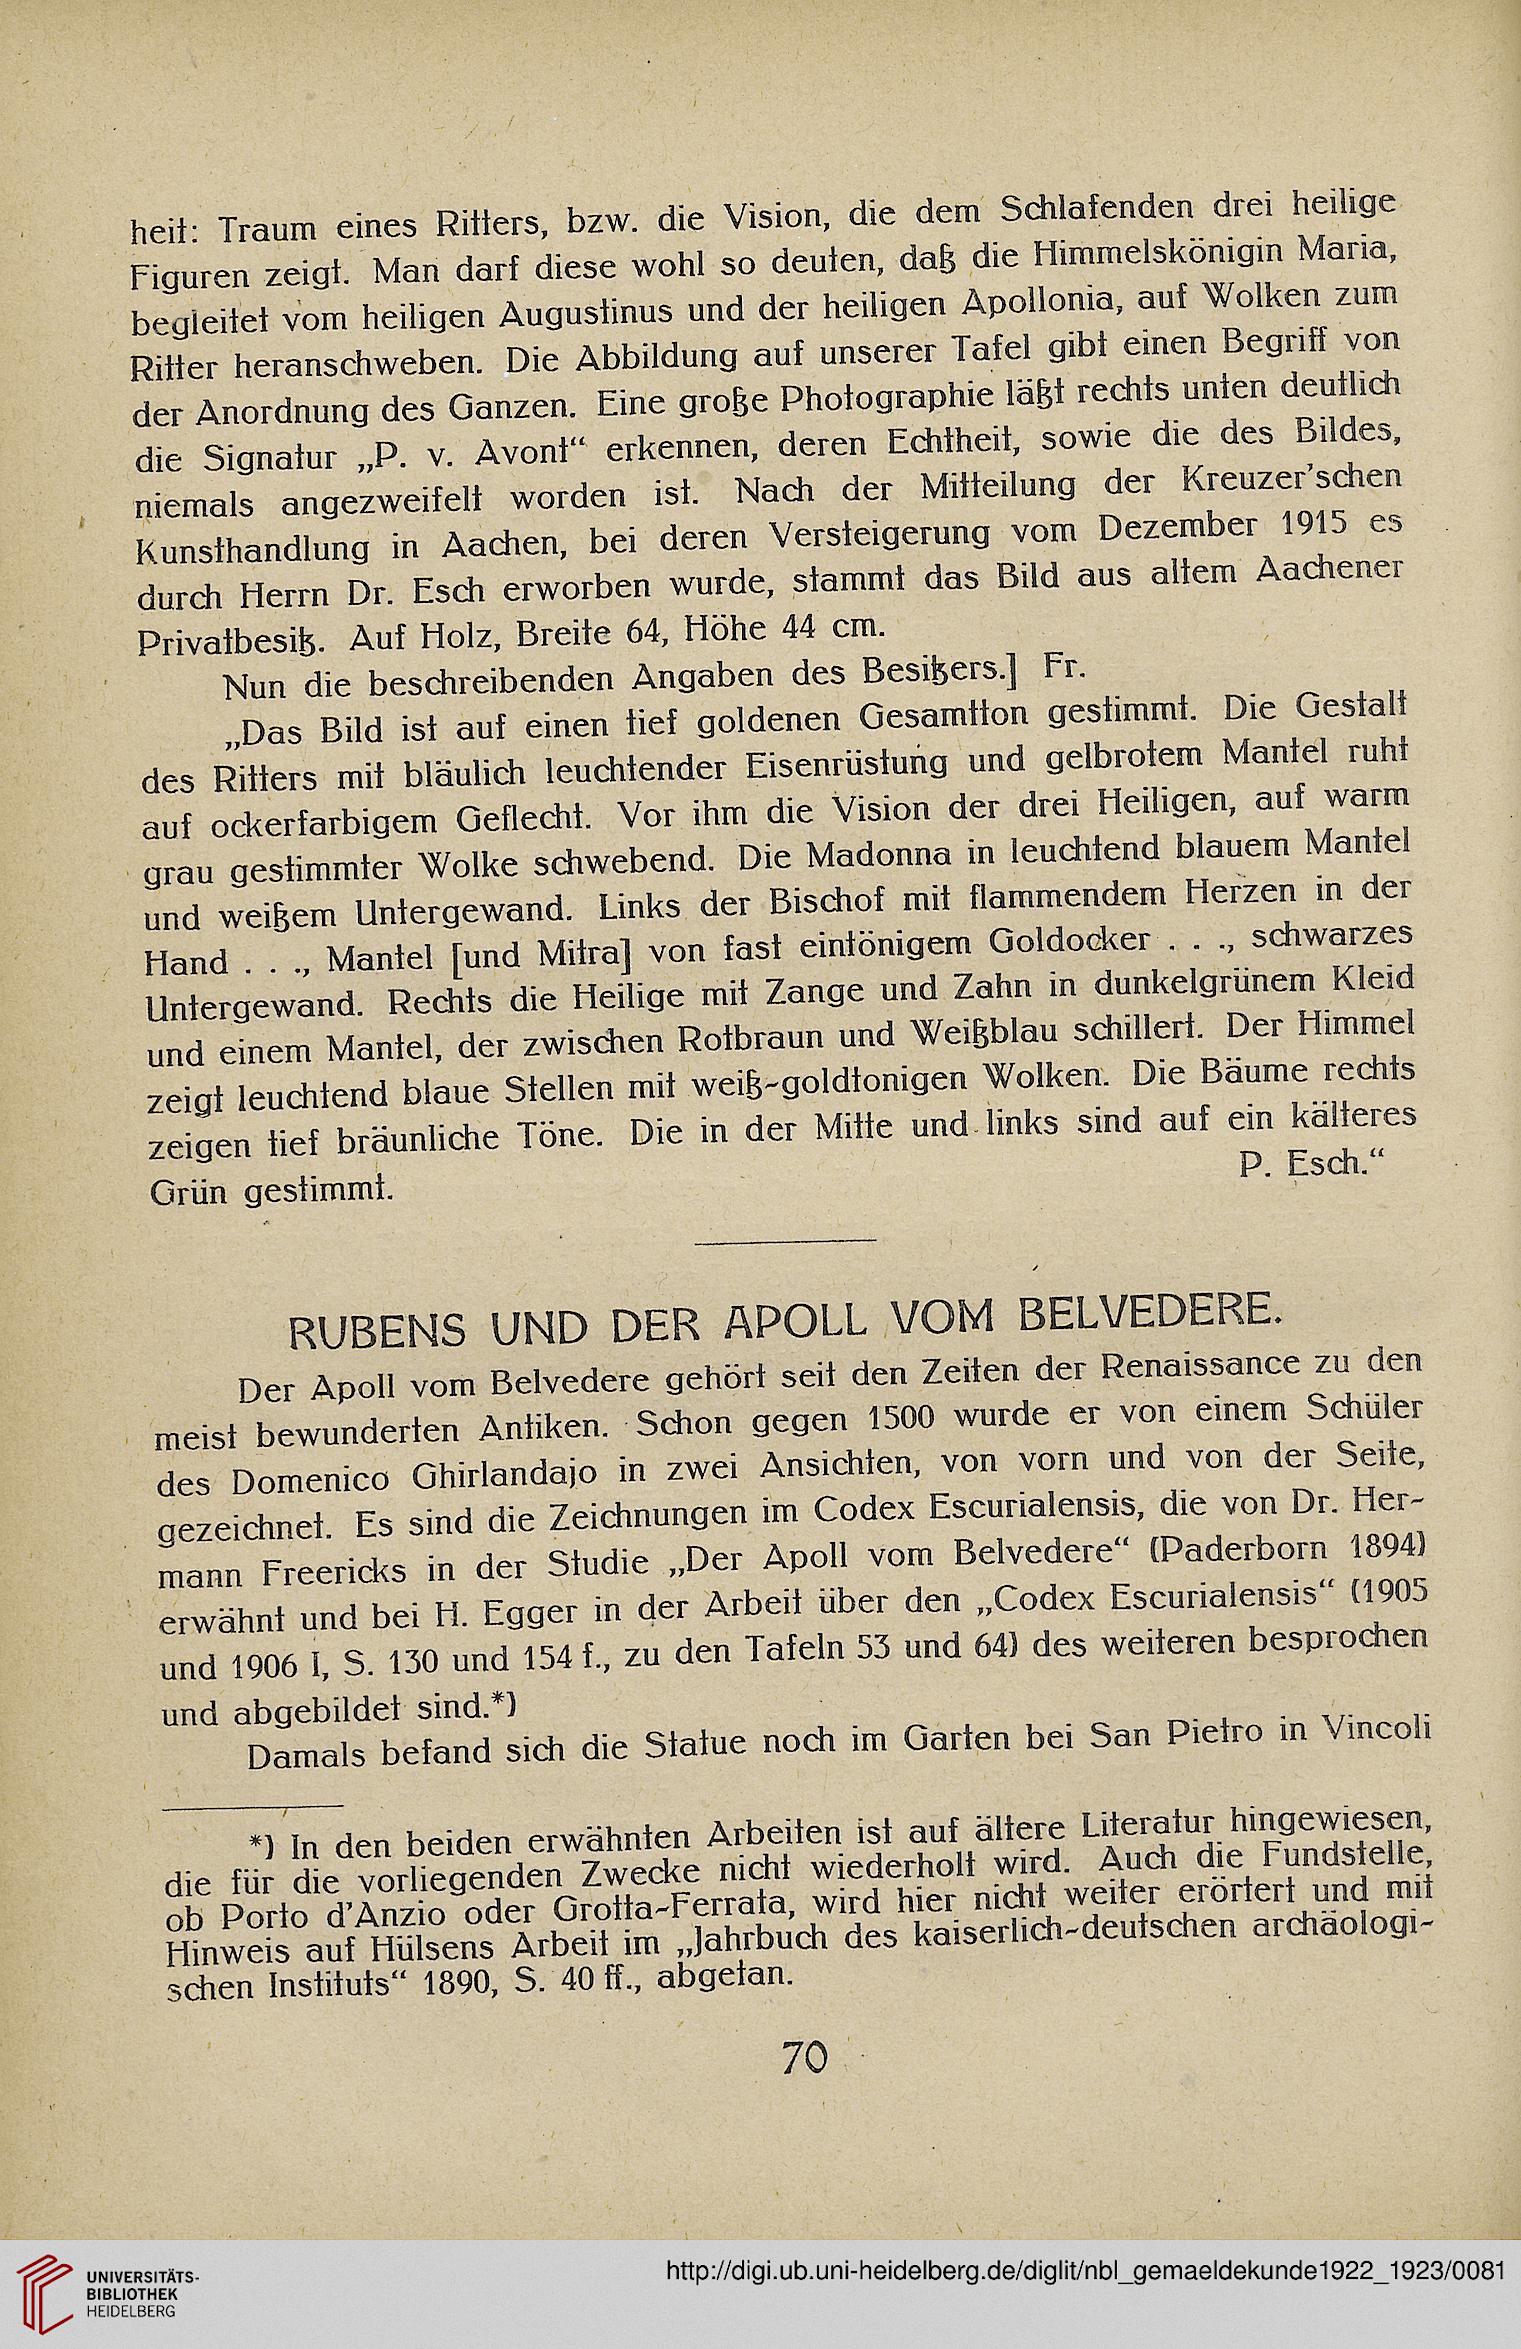 heit: Traum eines Ritters, bzw. die Vision, die dem Schlafenden drei heilige
Figuren zeigt. Man darf diese wohl so deuten, daß die Himmelskönigin Maria,
begleitet vom heiligen Augustinus und der heiligen Apollonia, auf Wolken zum
Ritter heranschweben. Die Abbildung auf unserer Tafel gibt einen Begriff von
der Anordnung des Ganzen. Eine große Photographie läßt rechts unten deutlich
die Signatur „P. v. Avont“ erkennen, deren Echtheit, sowie die des Bildes,
niemals angezweifelt worden ist. Nach der Mitteilung der Kreuzer'schen
Kunsthandlung in Aachen, bei deren Versteigerung vom Dezember 1915 es
durch Herrn Dr. Esch erworben wurde, stammt das Bild aus altem Aachener
Privatbesitz. Auf Holz, Breite 64, Höhe 44 cm.
Nun die beschreibenden Angaben des Besitzers.] Fr.
„Das Bild ist auf einen tief goldenen Gesamtton gestimmt. Die Gestalt
des Ritters mit bläulich leuchtender Eisenrüstung und gelbrotem Mantel ruht
auf ockerfarbigem Geflecht. Vor ihm die Vision der drei Heiligen, auf warm
grau gestimmter Wolke schwebend. Die Madonna in leuchtend blauem Mantel
und weißem Untergewand. Links der Bischof mit flammendem Herzen in der
Hand . . ., Mantel [und Mitra] von fast eintönigem Goldocker . . ., schwarzes
Untergewand. Rechts die Heilige mit Zange und Zahn in dunkelgrünem Kleid
und einem Mantel, der zwischen Rotbraun und Weißblau schillert. Der Himmel
zeigt leuchtend blaue Stellen mit weiß-goldtonigen Wolken. Die Bäume rechts
zeigen tief bräunliche Töne. Die in der Mitte und links sind auf ein kälteres
Grün gestimmt. P. Esch.“
RUBENS UND DER APOLL VOM BELVEDERE.
Der Apoll vom Belvedere gehört seit den Zeiten der Renaissance zu den
meist bewunderten Antiken. Schon gegen 1500 wurde er von einem Schüler
des Domenico Ghirlandajo in zwei Ansichten, von vorn und von der Seite,
gezeichnet. Es sind die Zeichnungen im Codex Escurialensis, die von Dr. Her-
mann Freericks in der Studie „Der Apoll vom Belvedere“ (Paderborn 1894)
erwähnt und bei H. Egger in der Arbeit über den „Codex Escurialensis“ (1905
und 1906 I, S. 130 und 154 f., zu den Tafeln 53 und 64) des weiteren besprochen
und abgebildet sind.*)
Damals befand sich die Statue noch im Garten bei San Pietro in Vincoli
*) In den beiden erwähnten Arbeiten ist auf ältere Literatur hingewiesen,
die für die vorliegenden Zwecke nicht wiederholt wird. Auch die Fundstelle,
ob Porto d'Anzio oder Grotta-Ferrata, wird hier nicht weiter erörtert und mit
Hinweis auf Hülsens Arbeit im „Jahrbuch des kaiserlich-deutschen archäologi-
schen Instituts“ 1890, S. 40 ff., abgetan.
70
UNIVERSITÄTS-
BIBLIOTHEK
HEIDELBERG
http://digi.ub.uni-heidelberg.de/diglit/nbl_gemaeldekunde1922_1923/0081